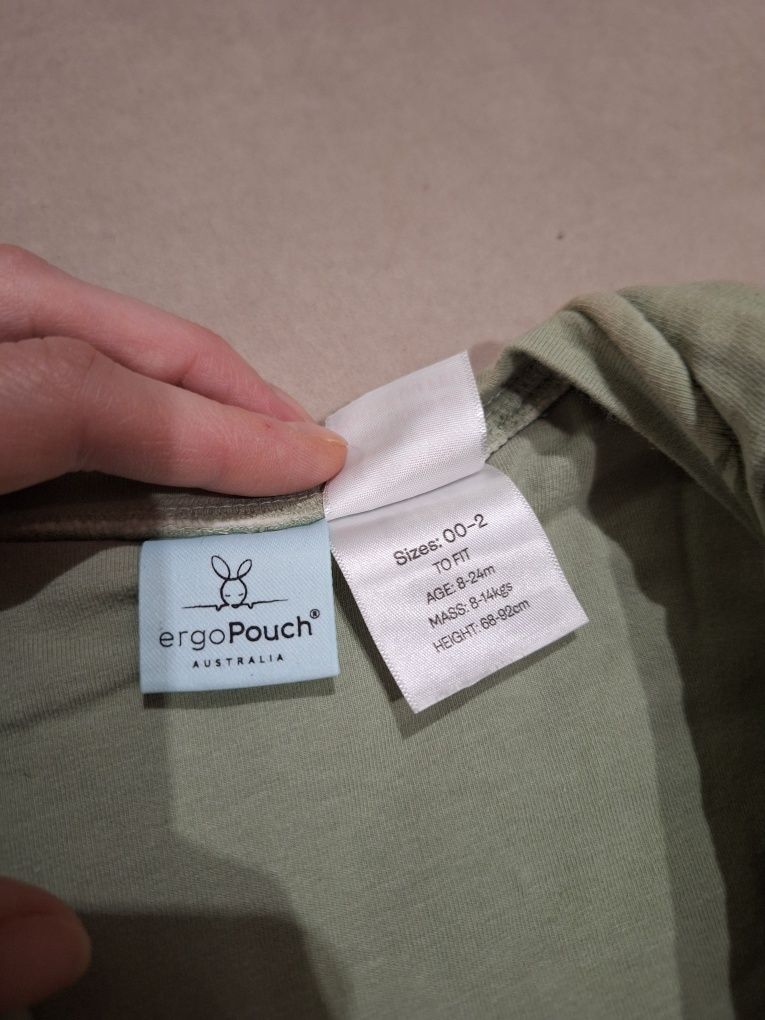 ergoPouch®
AUSTRALIA
Sizes: 00-2
TO FIT
AGE: 8-24m
MASS: 8-14kgs
HEIGHT: 68-92cm